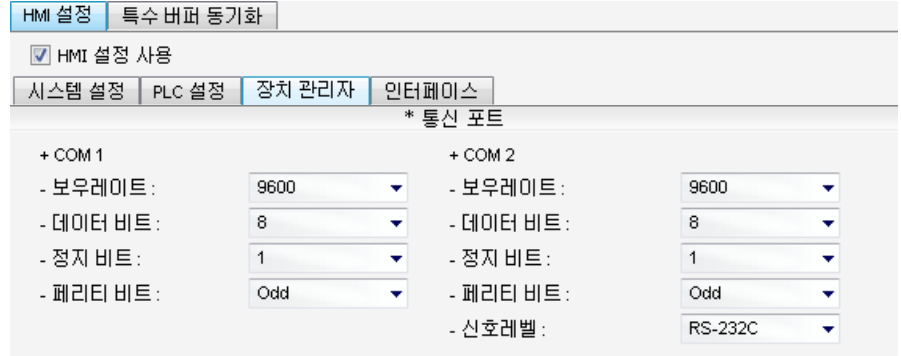 HMI 설정 특수 버퍼 동기화
HMI 설정 사용
시스템 설정 PLC 설정 장치 관리자 인터페이스
* 통신 포트
+ COM 1 + COM 2
- 보우레이트 : 9600 - 보우레이트 : 9600
- 데이터 비트 : 8 - 데이터 비트 : 8
- 정지 비트 : 1 - 정지 비트 : 1
- 페리티 비트 : Odd - 페리티 비트 : Odd
- 신호레벨 : RS-232C